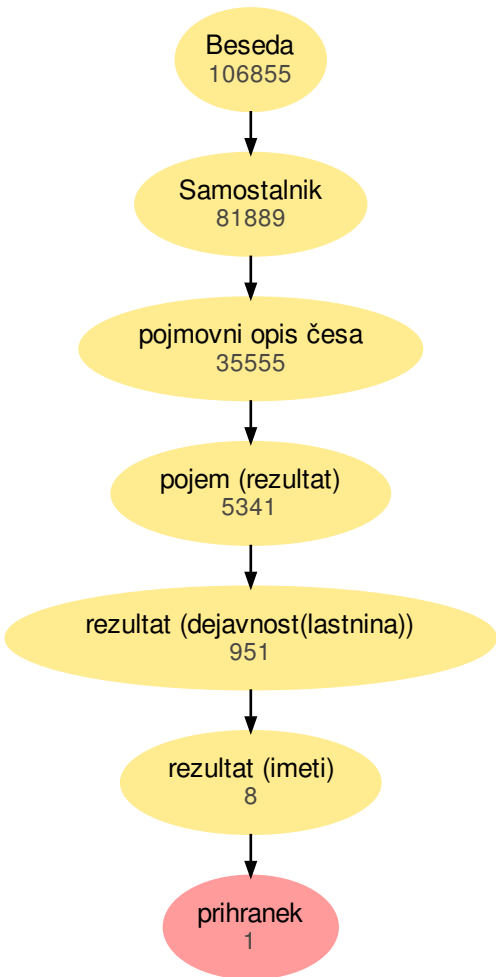 Beseda
106855
Samostalnik
81889
pojmovni opis česa
35555
pojem (rezultat)
5341
rezultat (dejavnost(lastnina))
951
rezultat (imeti)
8
prihranek
1